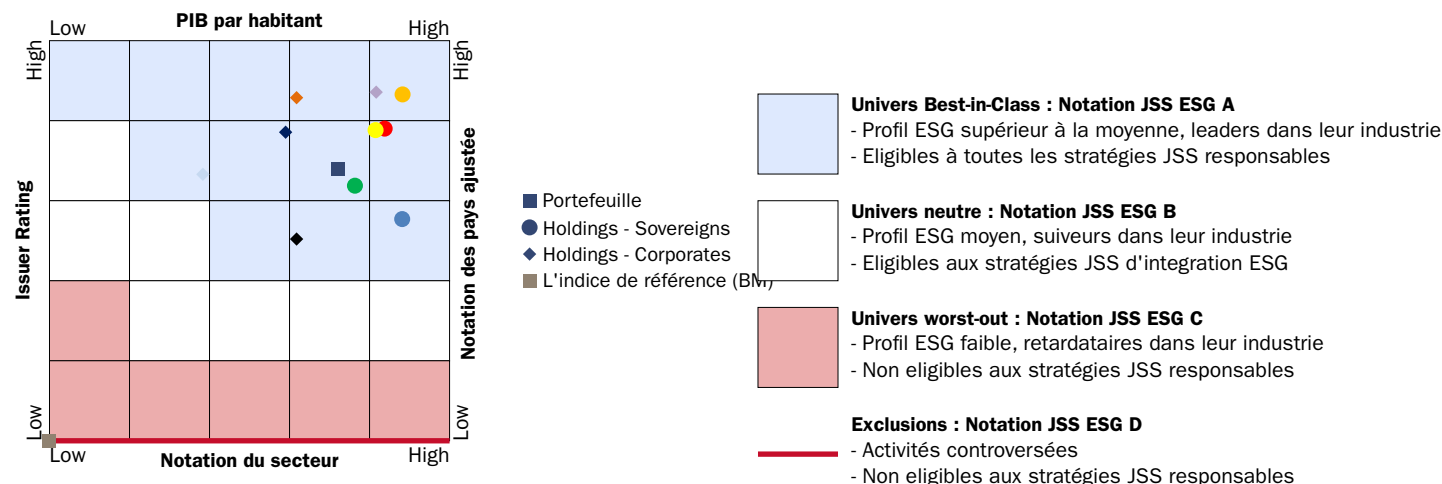 PIB par habitant
Low
High
High
High
Issuer Rating
Notation des pays ajustée
Low
Low
Low
High
Notation du secteur
Portefeuille
Holdings - Sovereigns
Holdings - Corporates
L'indice de référence (BM)
Univers Best-in-Class : Notation JSS ESG A
- Profil ESG supérieur à la moyenne, leaders dans leur industrie
- Eligibles à toutes les stratégies JSS responsables
Univers neutre : Notation JSS ESG B
- Profil ESG moyen, suiveurs dans leur industrie
- Eligibles aux stratégies JSS d'integration ESG
Univers worst-out : Notation JSS ESG C
- Profil ESG faible, retardataires dans leur industrie
- Non eligibles aux stratégies JSS responsables
Exclusions : Notation JSS ESG D
- Activités controversées
- Non eligibles aux stratégies JSS responsables